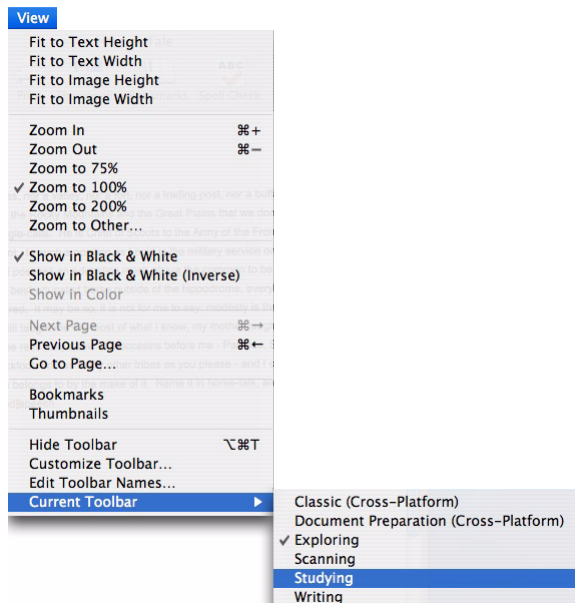 View
Fit to Text Height
Fit to Text Width
Fit to Image Height
Fit to Image Width
Zoom In ⌘+
Zoom Out ⌘−
Zoom to 75%
✓ Zoom to 100%
Zoom to 200%
Zoom to Other...
✓ Show in Black & White
Show in Black & White (Inverse)
Show in Color
Next Page ⌘→
Previous Page ⌘←
Go to Page...
Bookmarks
Thumbnails
Hide Toolbar ⌥⌘T
Customize Toolbar...
Edit Toolbar Names...
Current Toolbar ▶
Classic (Cross-Platform)
Document Preparation (Cross-Platform)
✓ Exploring
Scanning
Studying
Writing